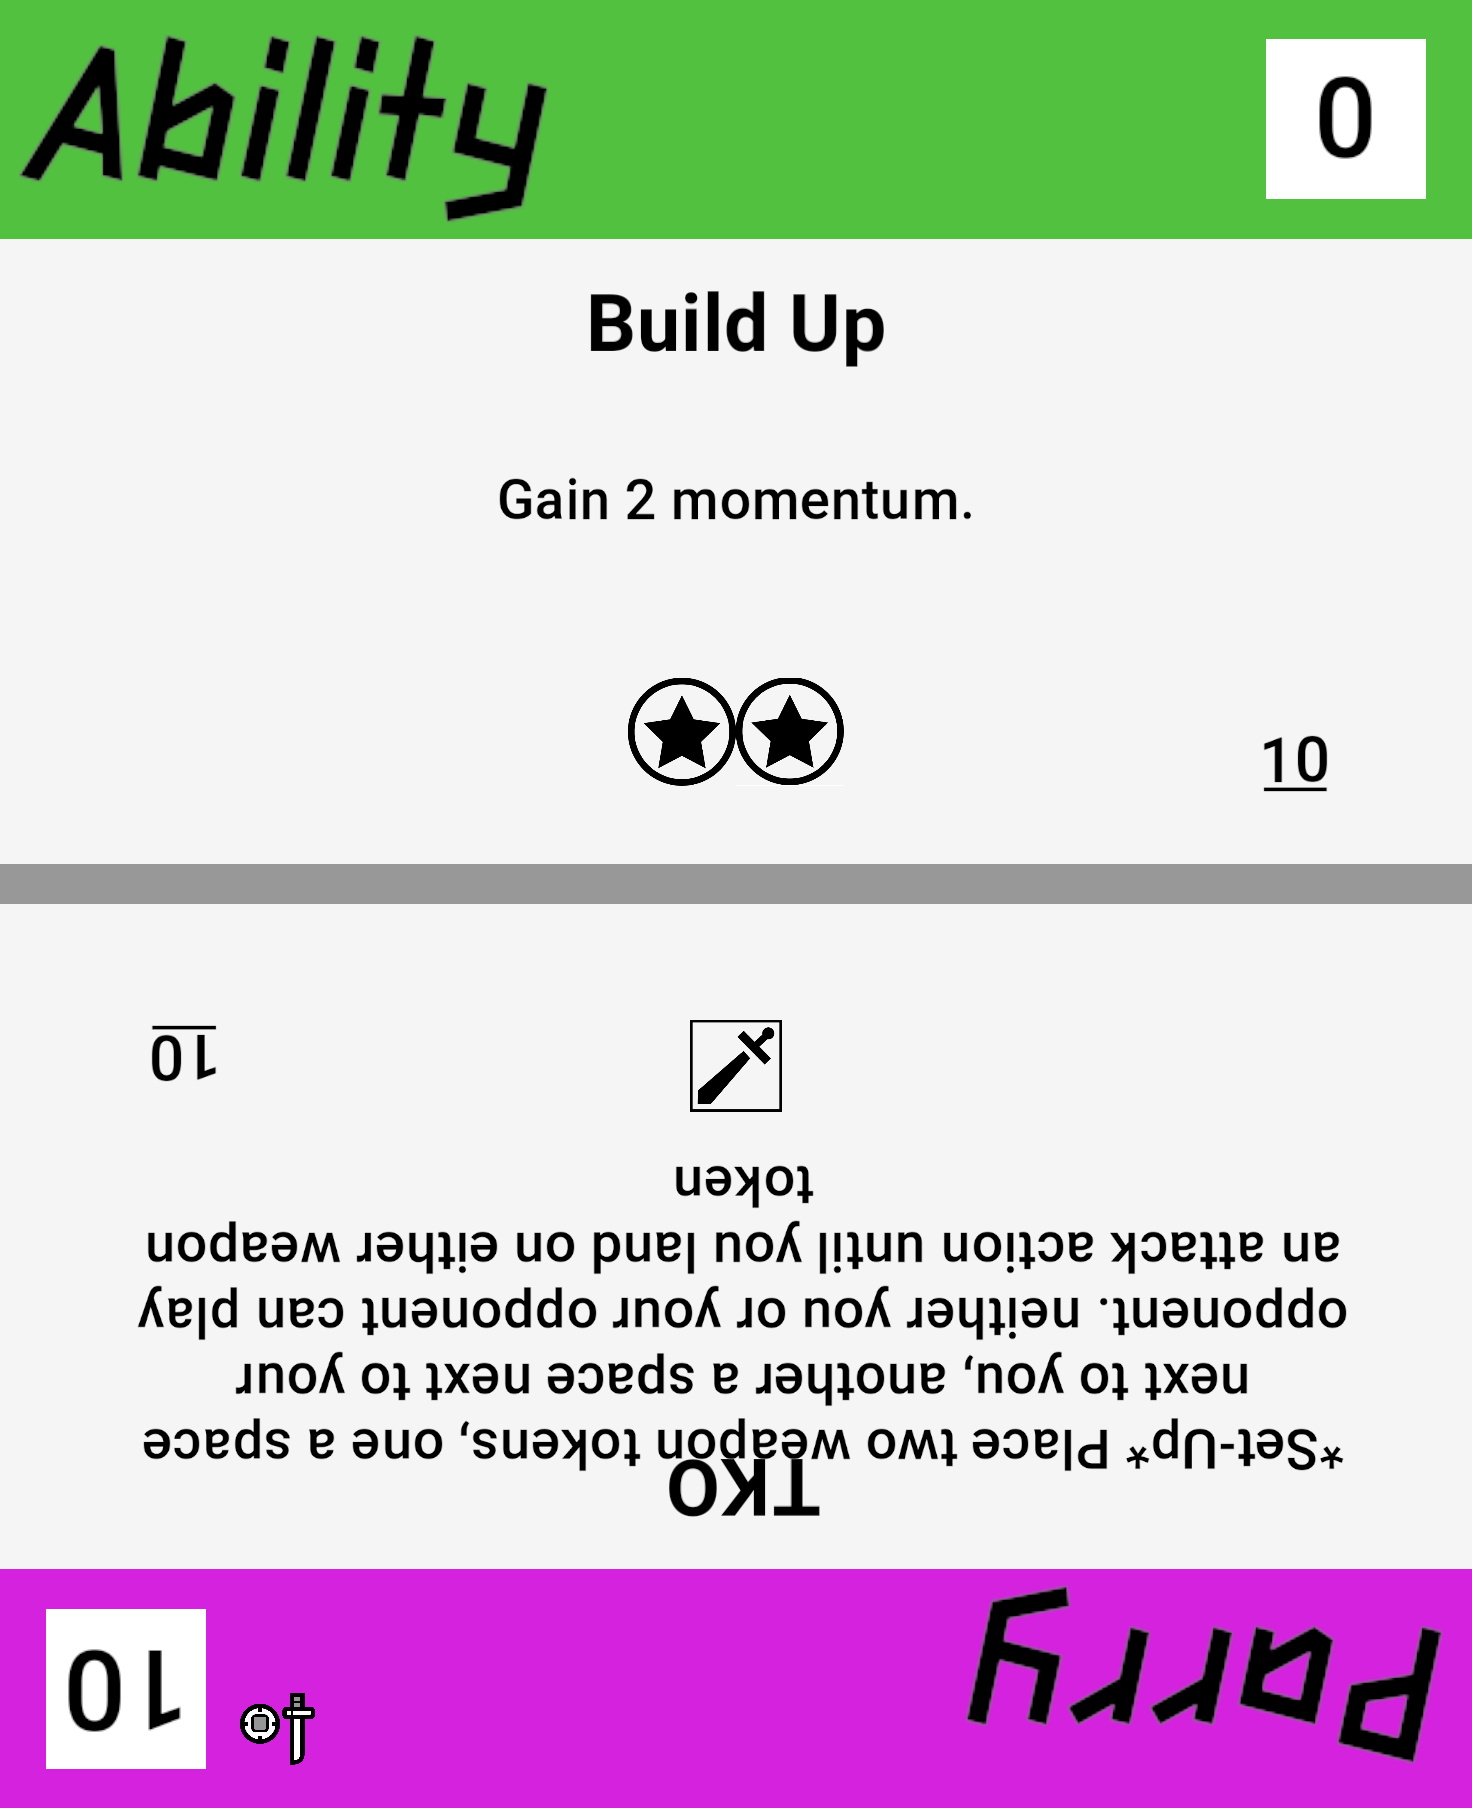 Ability
0
Build Up
Gain 2 momentum.
10
Parry
10
TKO
*Set-Up* Place two weapon tokens, one a space
next to you, another a space next to your
opponent. neither you or your opponent can play
an attack action until you land on either weapon
token
10